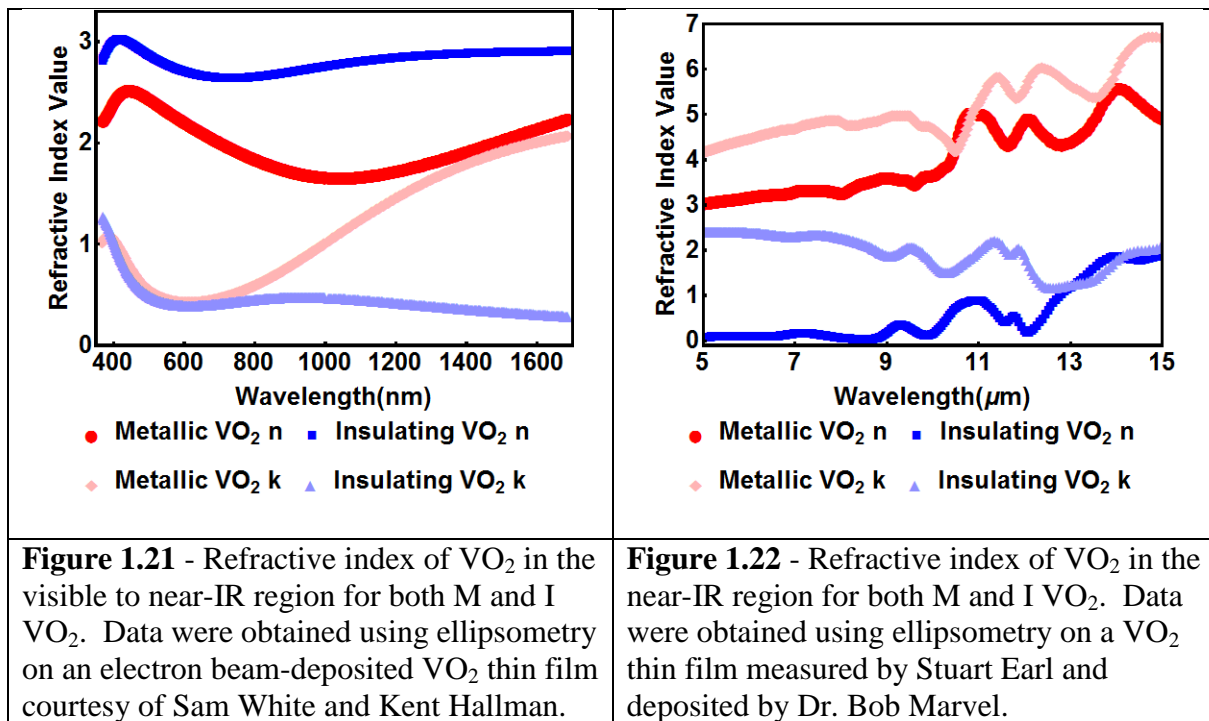 3
2
1
0
Refractive Index Value
400 600 800 1000 1200 1400 1600
Wavelength(nm)
Metallic VO₂ n Insulating VO₂ n
Metallic VO₂ k Insulating VO₂ k
7
6
5
4
3
2
1
0
Refractive Index Value
5 7 9 11 13 15
Wavelength(µm)
Metallic VO₂ n Insulating VO₂ n
Metallic VO₂ k Insulating VO₂ k
Figure 1.21 - Refractive index of VO₂ in the
visible to near-IR region for both M and I
VO₂. Data were obtained using ellipsometry
on an electron beam-deposited VO₂ thin film
courtesy of Sam White and Kent Hallman.
Figure 1.22 - Refractive index of VO₂ in the
near-IR region for both M and I VO₂. Data
were obtained using ellipsometry on a VO₂
thin film measured by Stuart Earl and
deposited by Dr. Bob Marvel.